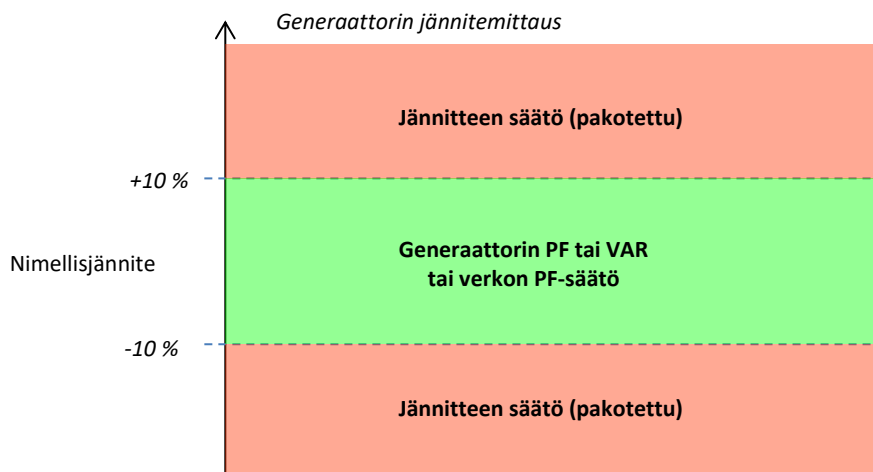 Generaattorin jännitemittaus
Jännitteen säätö (pakotettu)
+10 %
Generaattorin PF tai VAR
tai verkon PF-säätö
Nimellisjännite
-10 %
Jännitteen säätö (pakotettu)